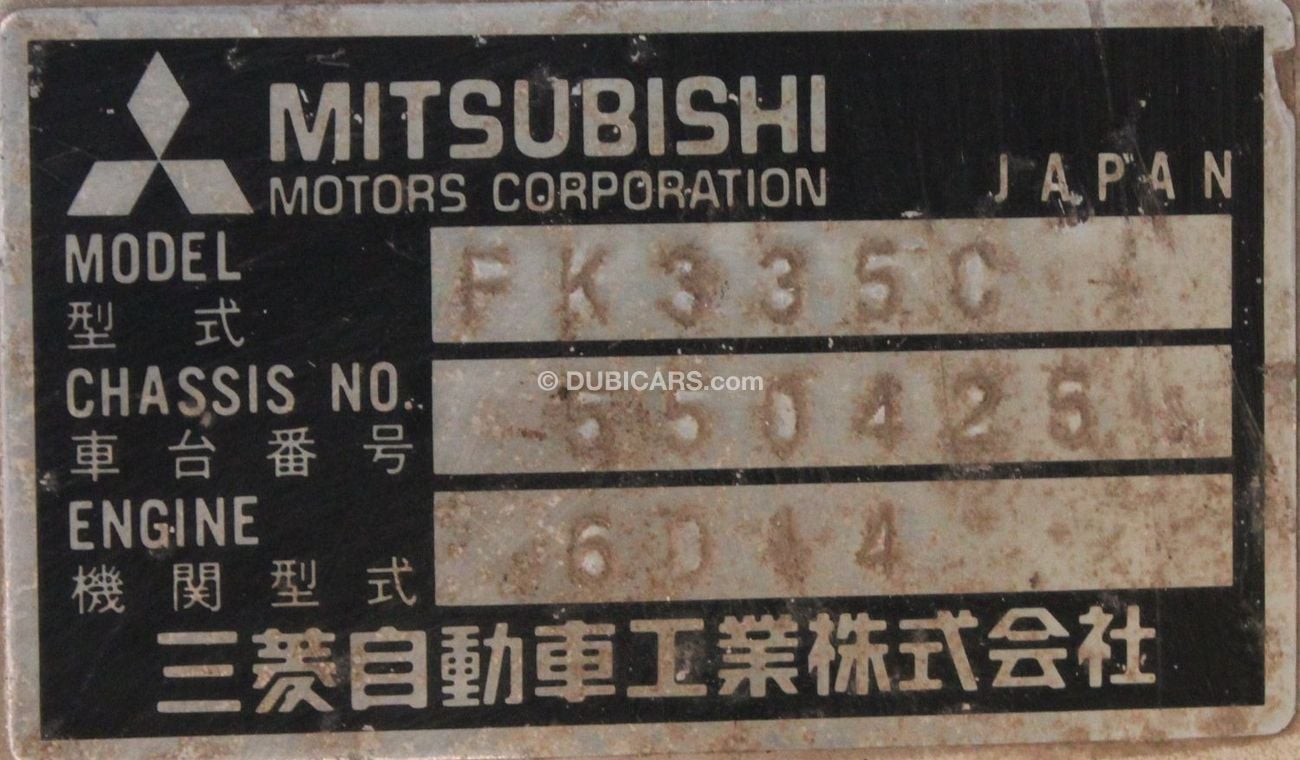 MITSUBISHI
MOTORS CORPORATION JAPAN
MODEL FK335C
型式
CHASSIS NO. 550425
車台番号
© DUBICARS.com
ENGINE 6D14
機関型式
三菱自動車工業株式会社